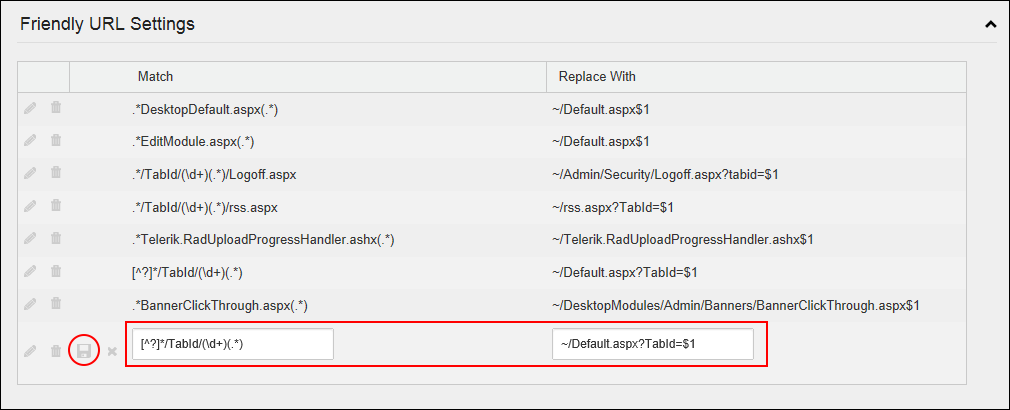 Friendly URL Settings
Match Replace With
.*DesktopDefault.aspx(.*) ~/Default.aspx$1
.*EditModule.aspx(.*) ~/Default.aspx$1
.*/TabId/(\d+)(.*)/Logoff.aspx ~/Admin/Security/Logoff.aspx?tabid=$1
.*/TabId/(\d+)(.*)/rss.aspx ~/rss.aspx?TabId=$1
.*Telerik.RadUploadProgressHandler.ashx(.*) ~/Telerik.RadUploadProgressHandler.ashx$1
[^?]*/TabId/(\d+)(.*) ~/Default.aspx?TabId=$1
.*BannerClickThrough.aspx(.*) ~/DesktopModules/Admin/Banners/BannerClickThrough.aspx$1
[^?]*/TabId/(\d+)(.*) ~/Default.aspx?TabId=$1